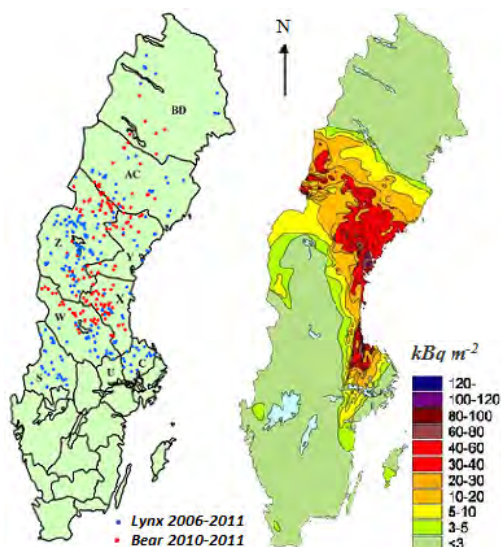 N
BD
AC
Z
Y
X
W
C
S
U
Lynx 2006-2011
Bear 2010-2011
kBq m-2
120-
100-120
80-100
60-80
40-60
30-40
20-30
10-20
5-10
3-5
<3